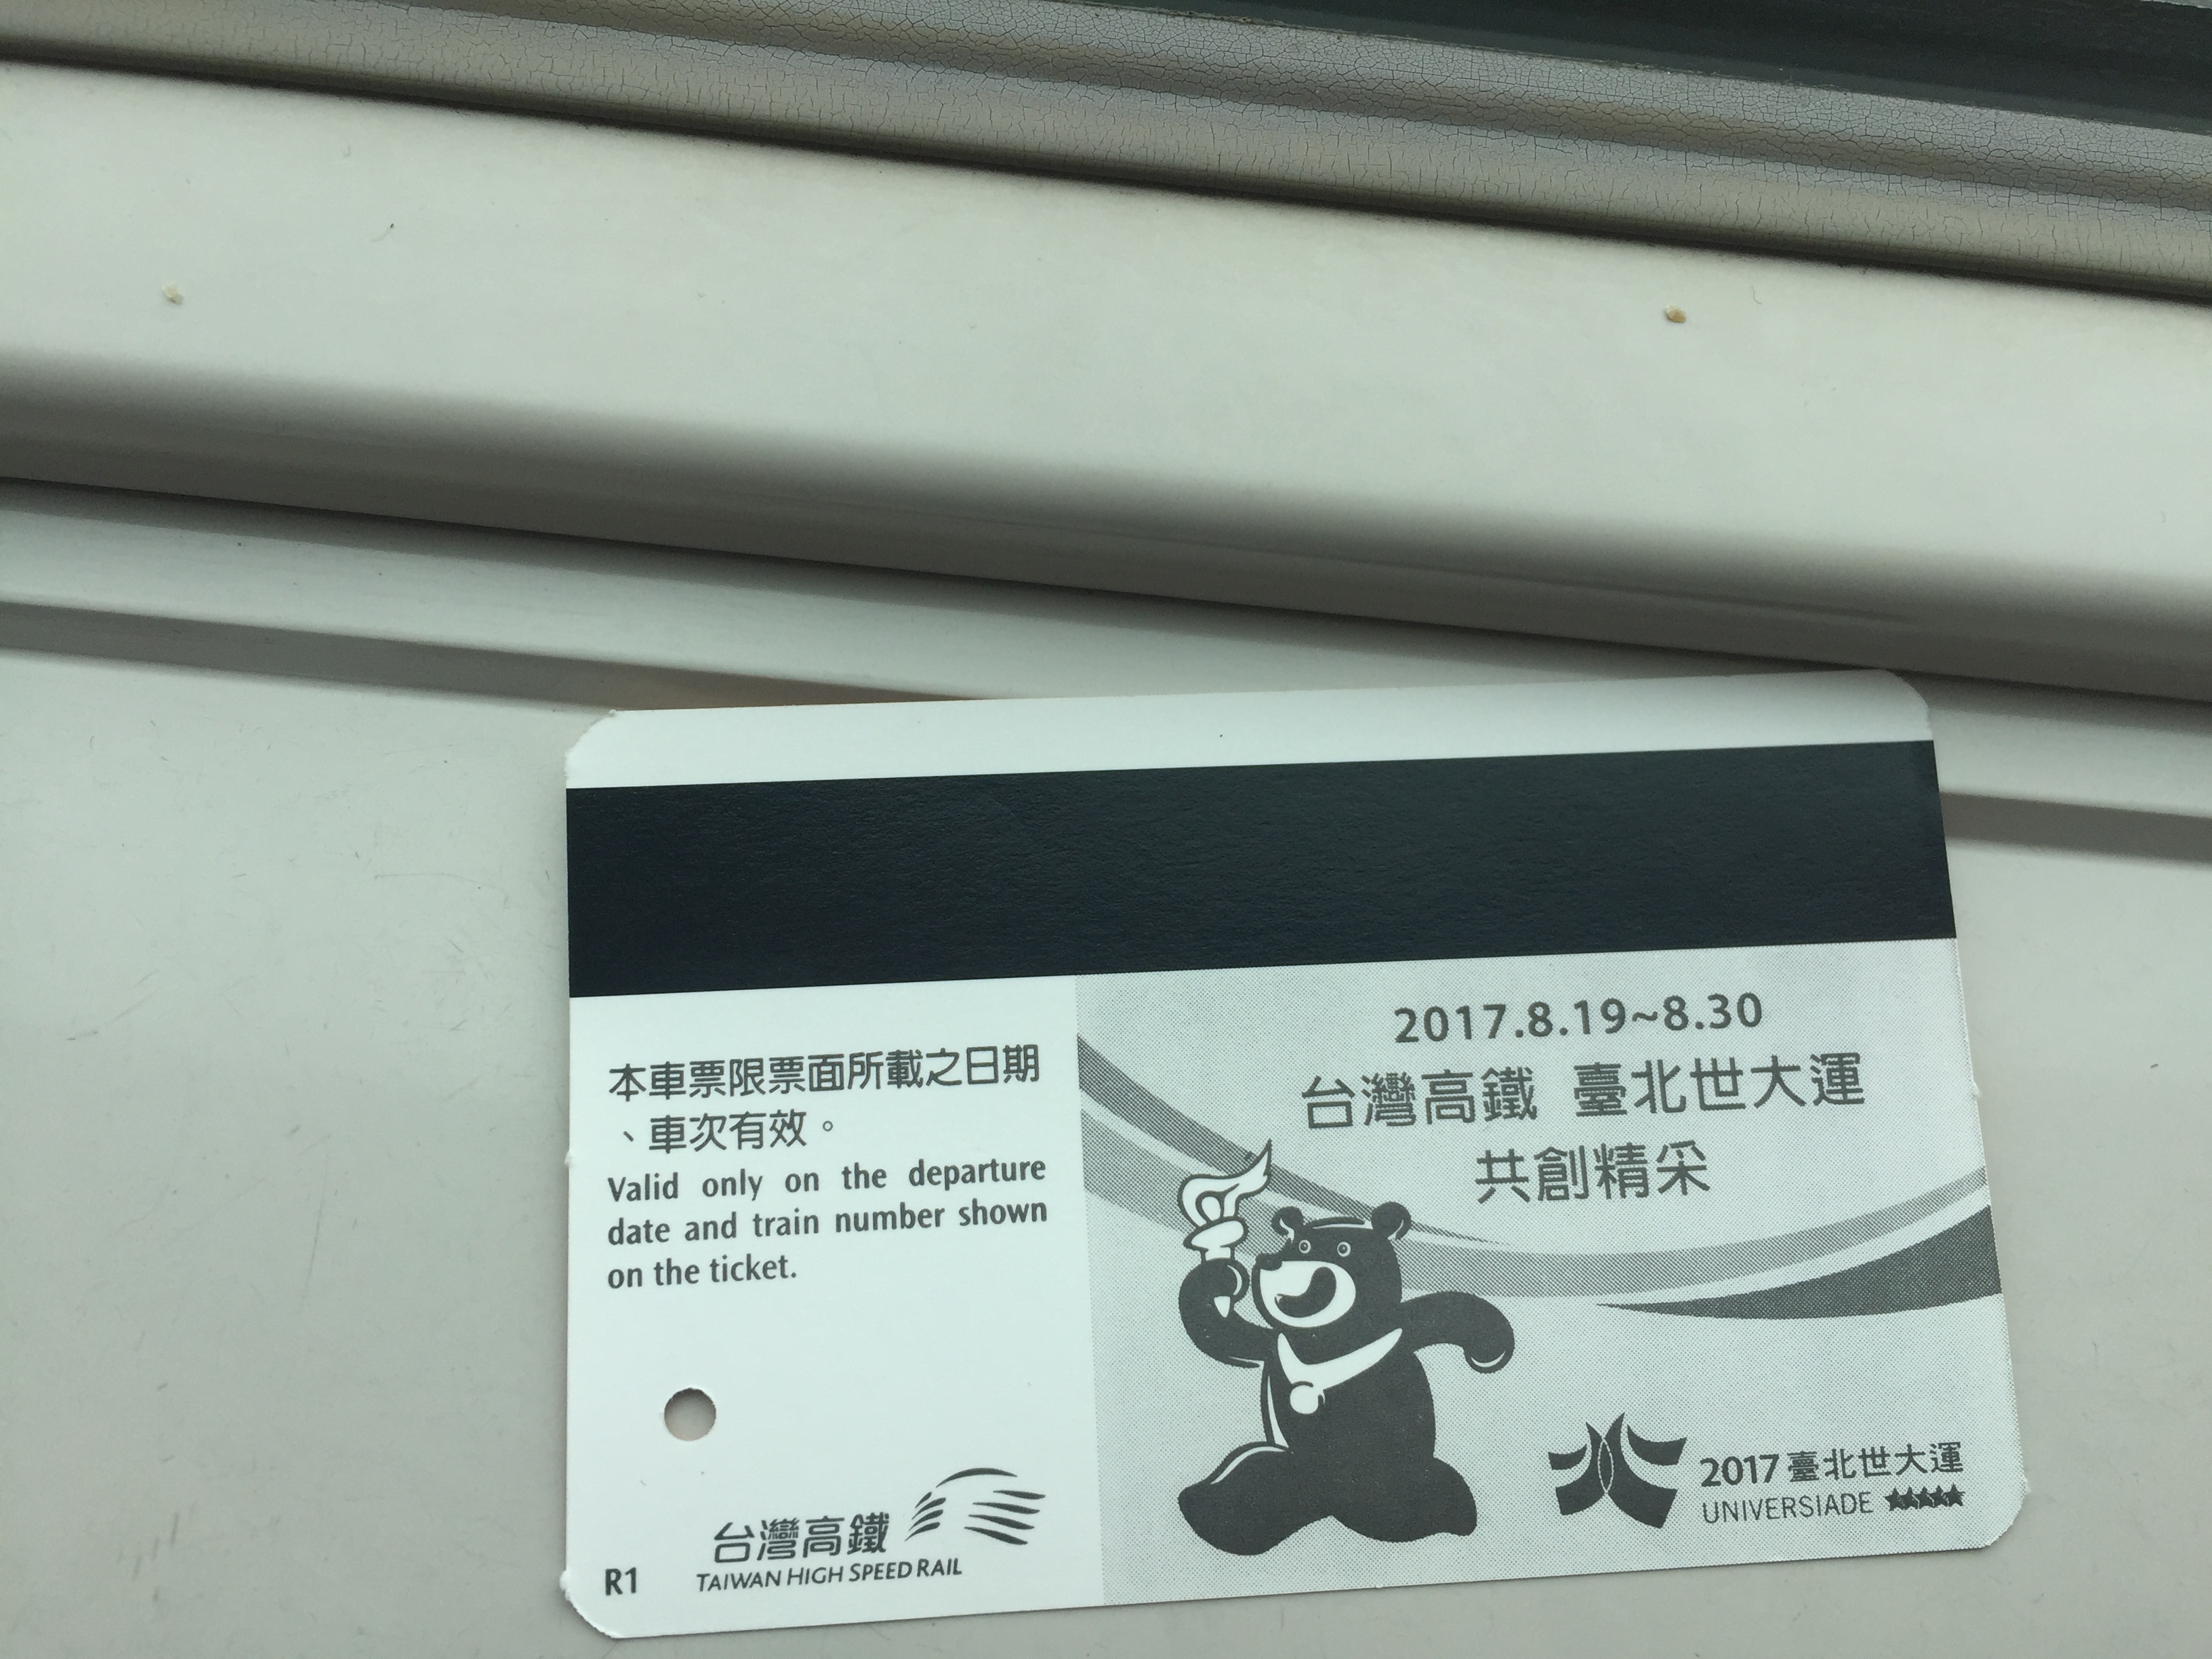 本車票限票面所載之日期
、車次有效。
Valid only on the departure
date and train number shown
on the ticket.
R1
台灣高鐵
TAIWAN HIGH SPEED RAIL
2017.8.19~8.30
台灣高鐵 臺北世大運
共創精采
2017 臺北世大運
UNIVERSIADE